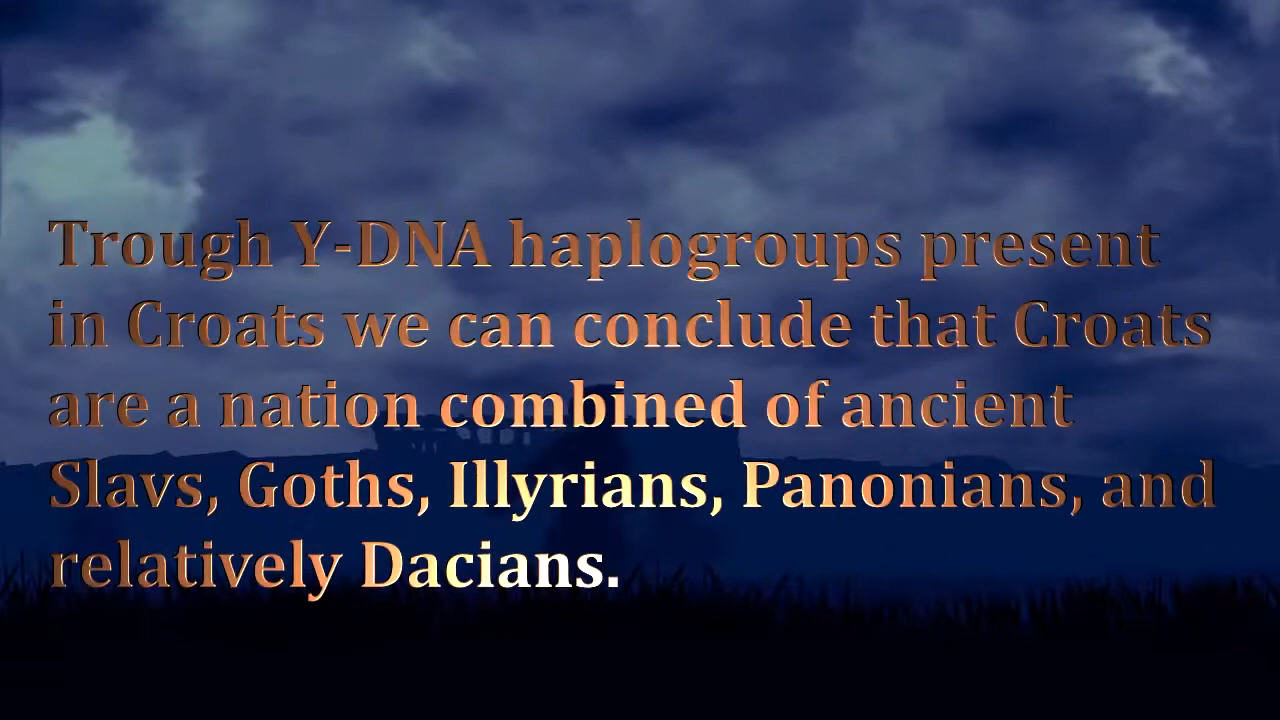 Trough Y-DNA haplogroups present
in Croats we can conclude that Croats
are a nation combined of ancient
Slavs, Goths, Illyrians, Panonians, and
relatively Dacians.